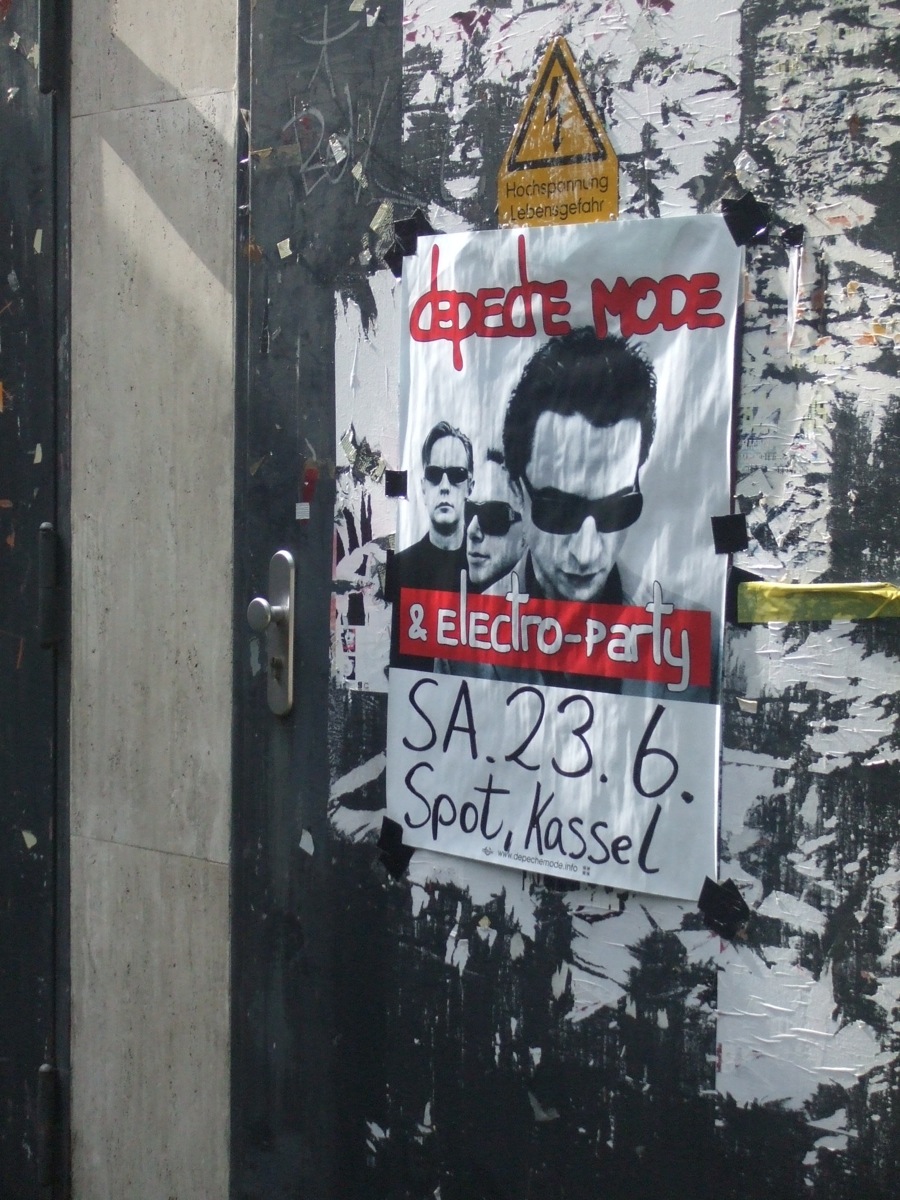 Hochspannung
Lebensgefahr
depeche MODE
& Electro-Party
SA. 23. 6.
Spot, Kassel
www.depechemode.info